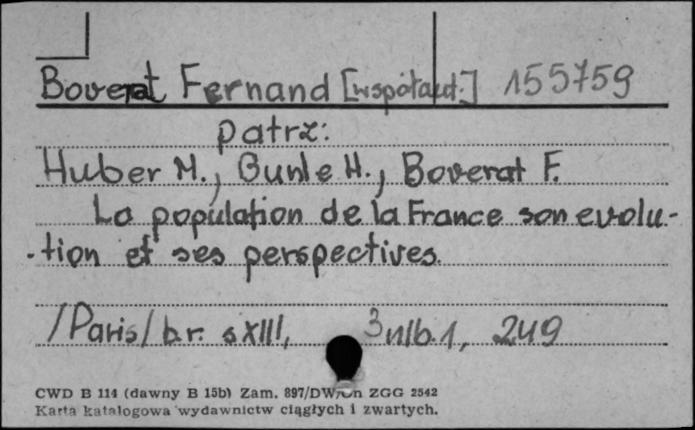 Boverat Fernand [współaut.] 155759
patrz:
Huber M., Bunle H., Boverat F.
La population de la France son evolu-
-tion et ses perspectives.
/Paris/ b.r. s XIII, 3 nlb. 1, 249
CWD B 114 (dawny B 15b) Zam. 897/DW/Ch ZGG 2542
Karta katalogowa wydawnictw ciągłych i zwartych.